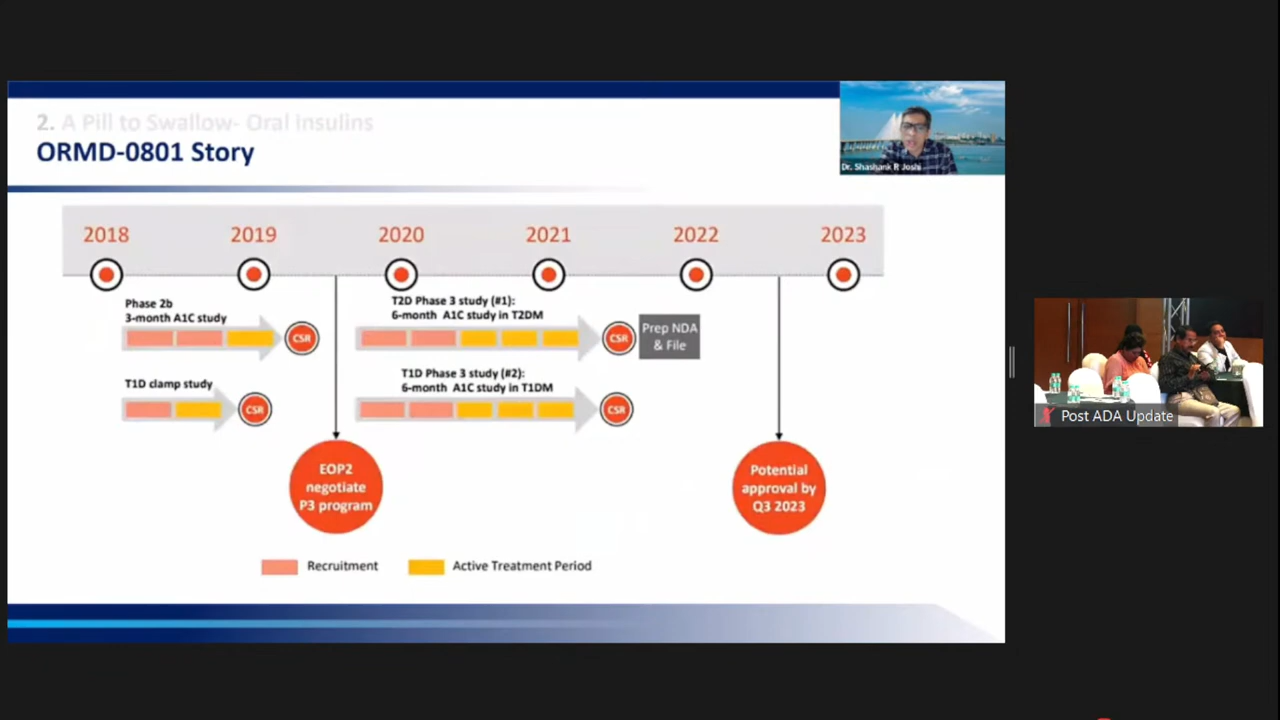 2. A Pill to Swallow- Oral Insulins
ORMD-0801 Story
Dr. Shashank R Joshi
2018
2019
2020
2021
2022
2023
Phase 2b
3-month A1C study
CSR
T1D clamp study
CSR
T2D Phase 3 study (#1):
6-month A1C study in T2DM
CSR
Prep NDA
& File
T1D Phase 3 study (#2):
6-month A1C study in T1DM
CSR
EOP2
negotiate
P3 program
Potential
approval by
Q3 2023
Recruitment
Active Treatment Period
Post ADA Update